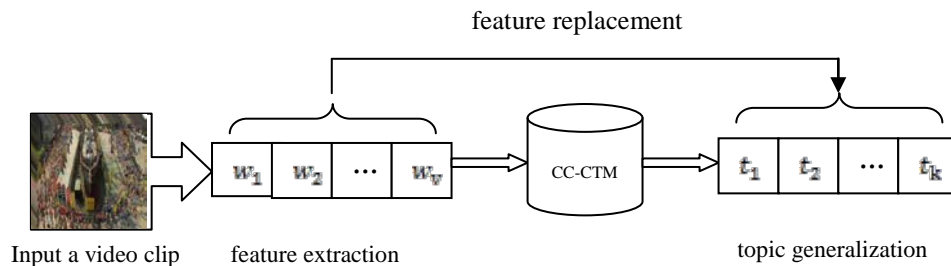 feature replacement
w1 w2 ... wv
CC-CTM
t1 t2 ... tk
Input a video clip
feature extraction
topic generalization